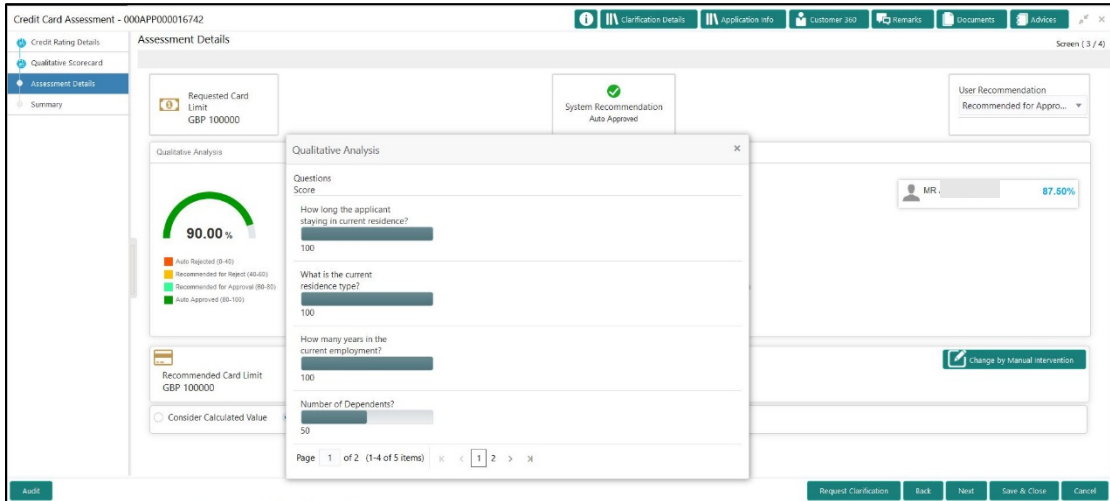 Credit Card Assessment - 000APP000016742
Clarification Details
Application Info
Customer 360
Remarks
Documents
Advices
Credit Rating Details
Qualitative Scorecard
Assessment Details
Summary
Assessment Details
Screen ( 3 / 4)
Requested Card
Limit
GBP 100000
System Recommendation
Auto Approved
User Recommendation
Recommended for Appro...
Qualitative Analysis
90.00 %
Auto Rejected (0-40)
Recommended for Reject (40-60)
Recommended for Approval (60-80)
Auto Approved (80-100)
Qualitative Analysis
Questions
Score
How long the applicant
staying in current residence?
100
What is the current
residence type?
100
How many years in the
current employment?
100
Number of Dependents?
50
Page 1 of 2 (1-4 of 5 items) 1 2
MR
87.50%
Recommended Card Limit
GBP 100000
Change by Manual Intervention
Consider Calculated Value
Audit
Request Clarification
Back
Next
Save & Close
Cancel